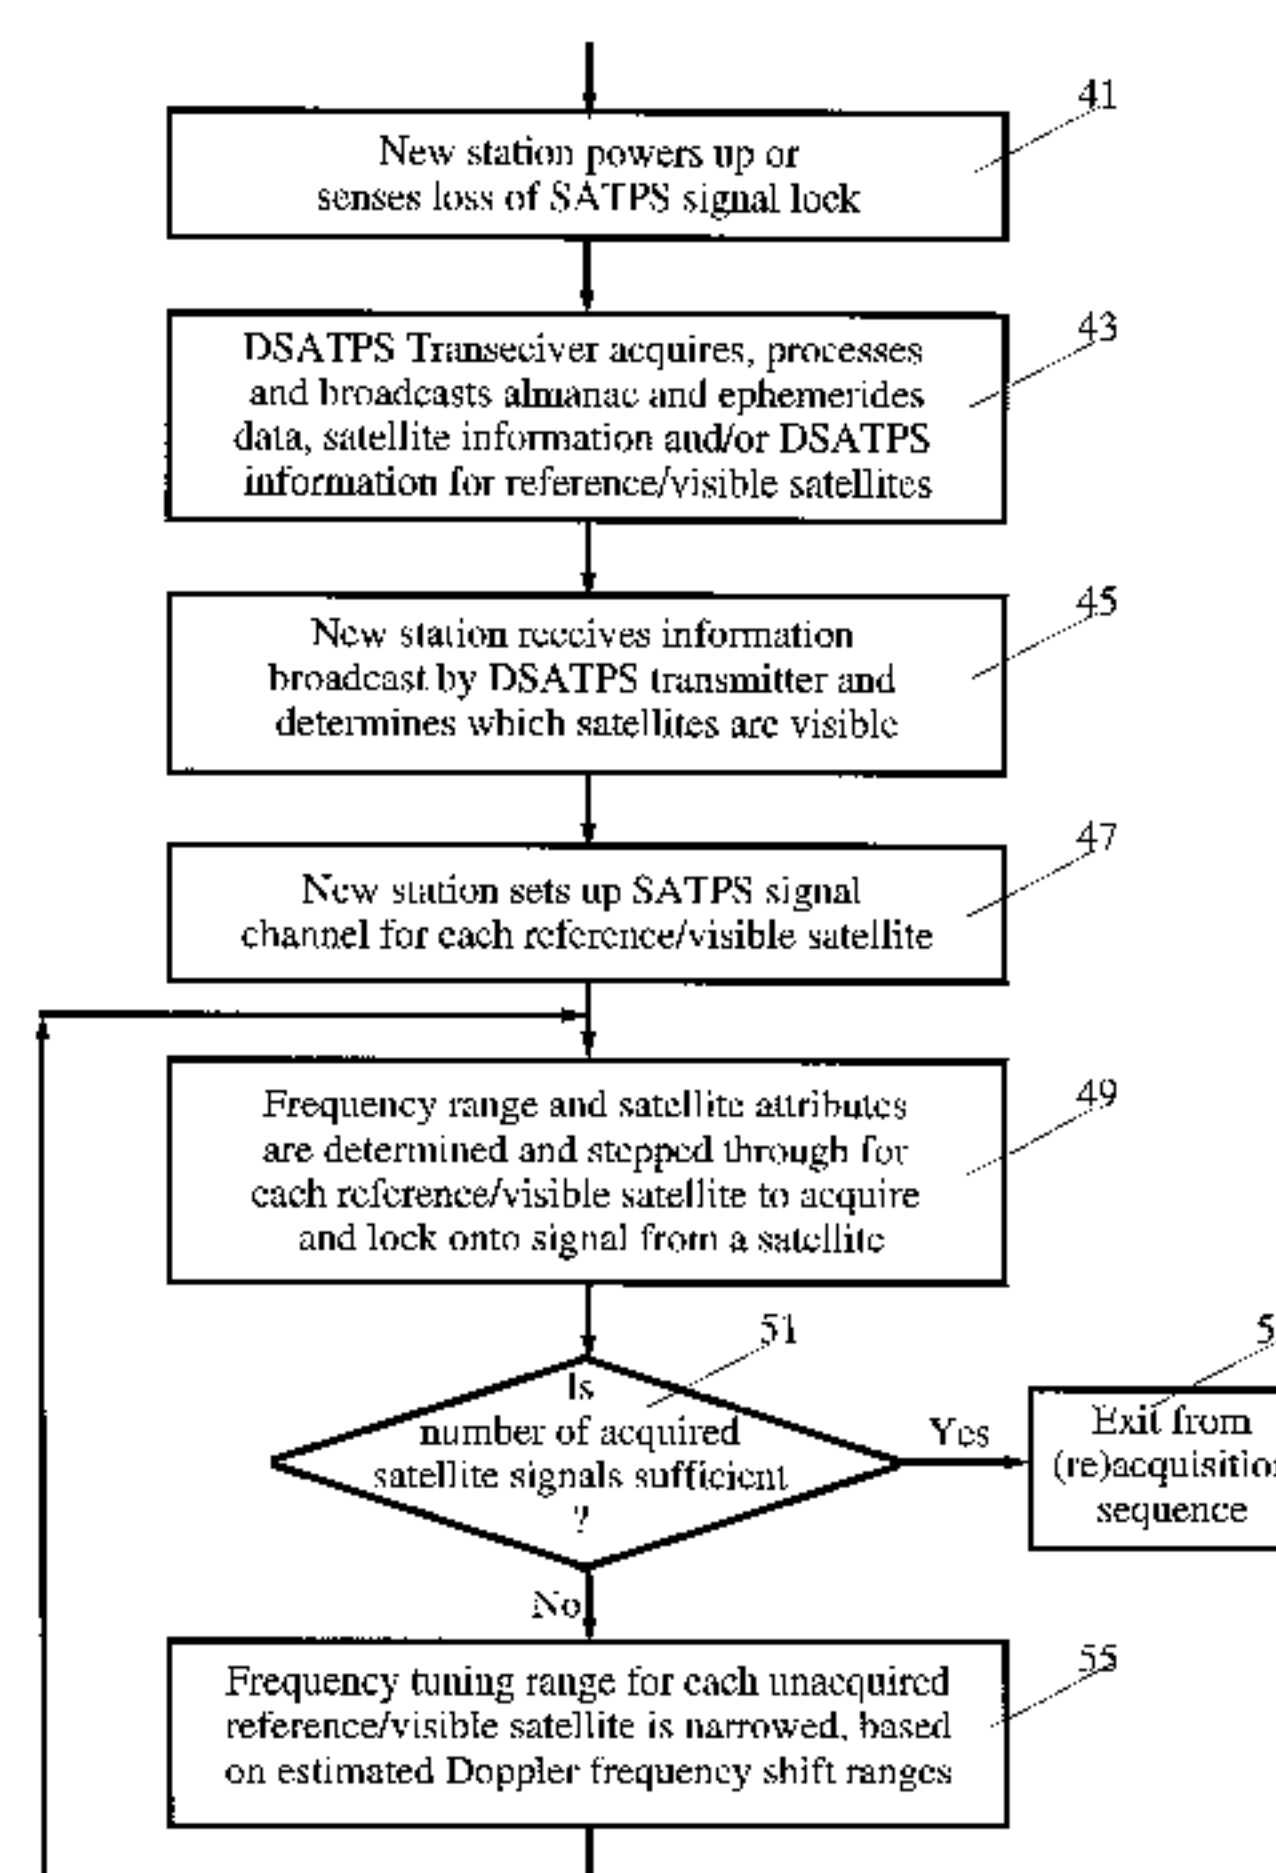 41
New station powers up or
senses loss of SATPS signal lock
43
DSATPS Transeciver acquires, processes
and broadcasts almanac and ephemerides
data, satellite information and/or DSATPS
information for reference/visible satellites
45
New station receives information
broadcast by DSATPS transmitter and
determines which satellites are visible
47
New station sets up SATPS signal
channel for each reference/visible satellite
49
Frequency range and satellite attributes
are determined and stepped through for
each reference/visible satellite to acquire
and lock onto signal from a satellite
51
Is
number of acquired
satellite signals sufficient
?
Yes
Exit from
(re)acquisition
sequence
No
55
Frequency tuning range for each unacquired
reference/visible satellite is narrowed, based
on estimated Doppler frequency shift ranges